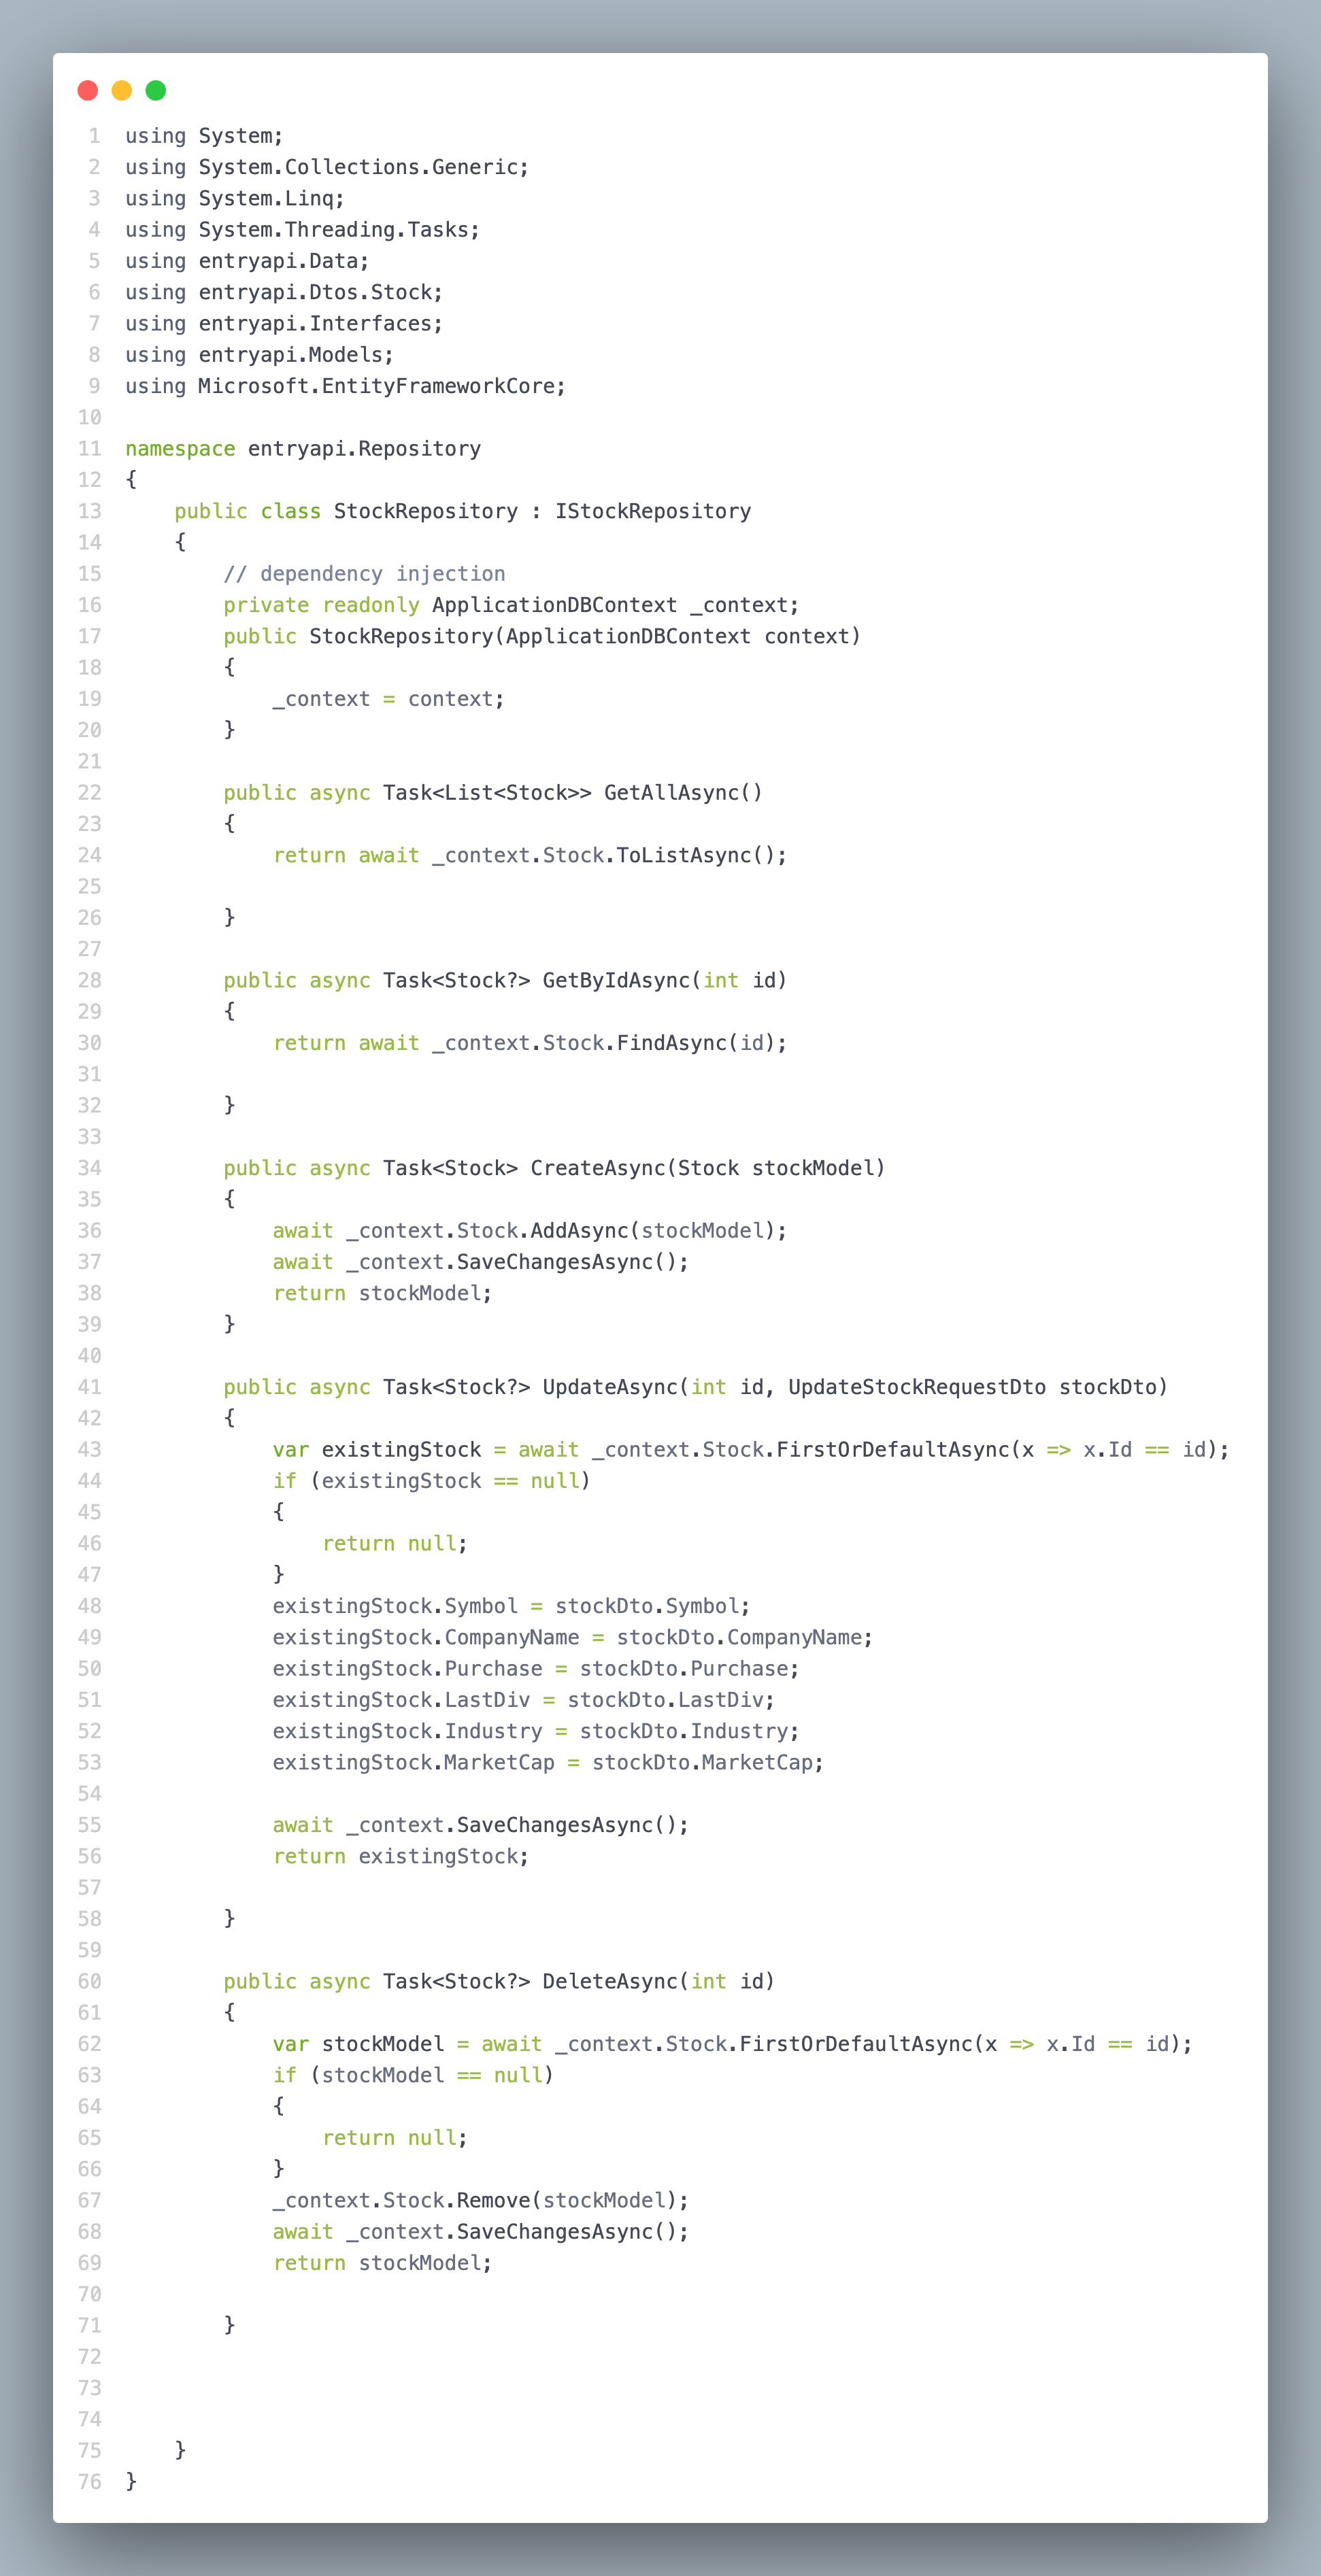 1 using System;
2 using System.Collections.Generic;
3 using System.Linq;
4 using System.Threading.Tasks;
5 using entryapi.Data;
6 using entryapi.Dtos.Stock;
7 using entryapi.Interfaces;
8 using entryapi.Models;
9 using Microsoft.EntityFrameworkCore;
10
11 namespace entryapi.Repository
12 {
13     public class StockRepository : IStockRepository
14     {
15         // dependency injection
16         private readonly ApplicationDBContext _context;
17         public StockRepository(ApplicationDBContext context)
18         {
19             _context = context;
20         }
21
22         public async Task<List<Stock>> GetAllAsync()
23         {
24             return await _context.Stock.ToListAsync();
25
26         }
27
28         public async Task<Stock?> GetByIdAsync(int id)
29         {
30             return await _context.Stock.FindAsync(id);
31
32         }
33
34         public async Task<Stock> CreateAsync(Stock stockModel)
35         {
36             await _context.Stock.AddAsync(stockModel);
37             await _context.SaveChangesAsync();
38             return stockModel;
39         }
40
41         public async Task<Stock?> UpdateAsync(int id, UpdateStockRequestDto stockDto)
42         {
43             var existingStock = await _context.Stock.FirstOrDefaultAsync(x => x.Id == id);
44             if (existingStock == null)
45             {
46                 return null;
47             }
48             existingStock.Symbol = stockDto.Symbol;
49             existingStock.CompanyName = stockDto.CompanyName;
50             existingStock.Purchase = stockDto.Purchase;
51             existingStock.LastDiv = stockDto.LastDiv;
52             existingStock.Industry = stockDto.Industry;
53             existingStock.MarketCap = stockDto.MarketCap;
54
55             await _context.SaveChangesAsync();
56             return existingStock;
57
58         }
59
60         public async Task<Stock?> DeleteAsync(int id)
61         {
62             var stockModel = await _context.Stock.FirstOrDefaultAsync(x => x.Id == id);
63             if (stockModel == null)
64             {
65                 return null;
66             }
67             _context.Stock.Remove(stockModel);
68             await _context.SaveChangesAsync();
69             return stockModel;
70
71         }
72
73
74
75     }
76 }